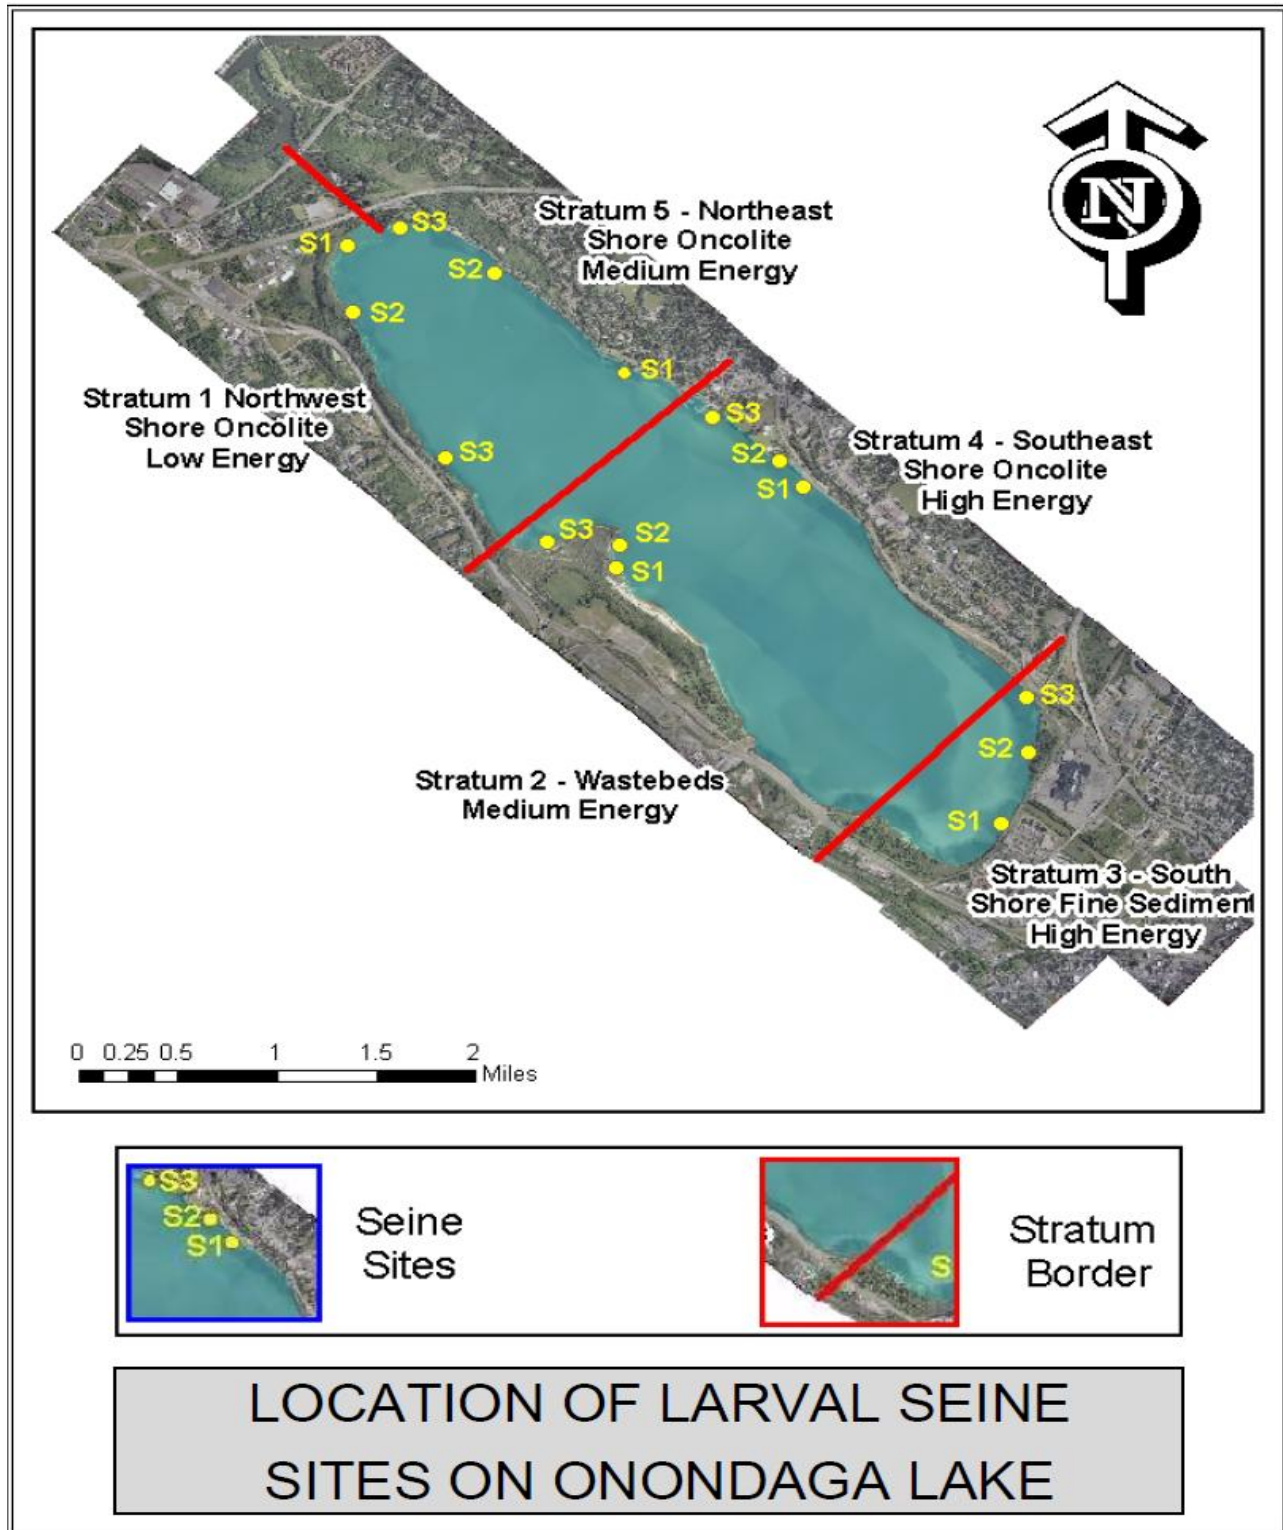 N
Stratum 5 - Northeast
Shore Oncolite
Medium Energy
S3
S1
S2
S2
S1
Stratum 1 Northwest
Shore Oncolite
Low Energy
S3
S3
S2
S1
Stratum 4 - Southeast
Shore Oncolite
High Energy
S3
S2
S1
Stratum 2 - Wastebeds
Medium Energy
S3
S2
S1
Stratum 3 - South
Shore Fine Sediment
High Energy
0 0.25 0.5 1 1.5 2
Miles
S3
S2
S1
Seine
Sites
S
Stratum
Border
LOCATION OF LARVAL SEINE
SITES ON ONONDAGA LAKE